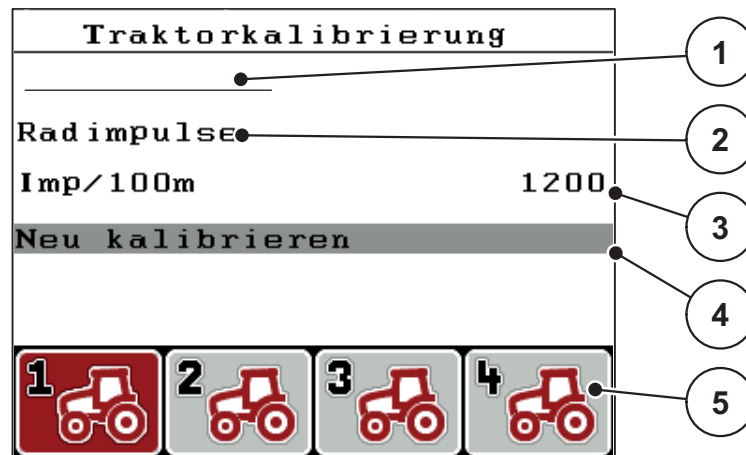 Traktorkalibrierung
1
Radimpulse
2
Imp/100m 1200
3
Neu kalibrieren
4
1 2 3 4
5